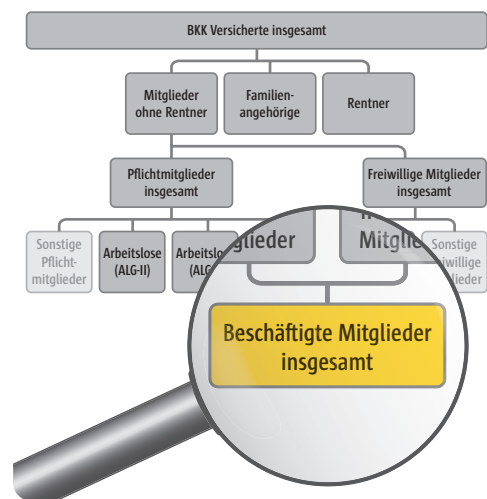 BKK Versicherte insgesamt
Mitglieder
ohne Rentner
Familien-
angehörige
Rentner
Pflichtmitglieder
insgesamt
Freiwillige Mitglieder
insgesamt
Sonstige
Pflicht-
mitglieder
Arbeitslose
(ALG-II)
Arbeitslo
(ALG
glieder
Mitglie
Sonstige
iwillige
lieder
Beschäftigte Mitglieder
insgesamt